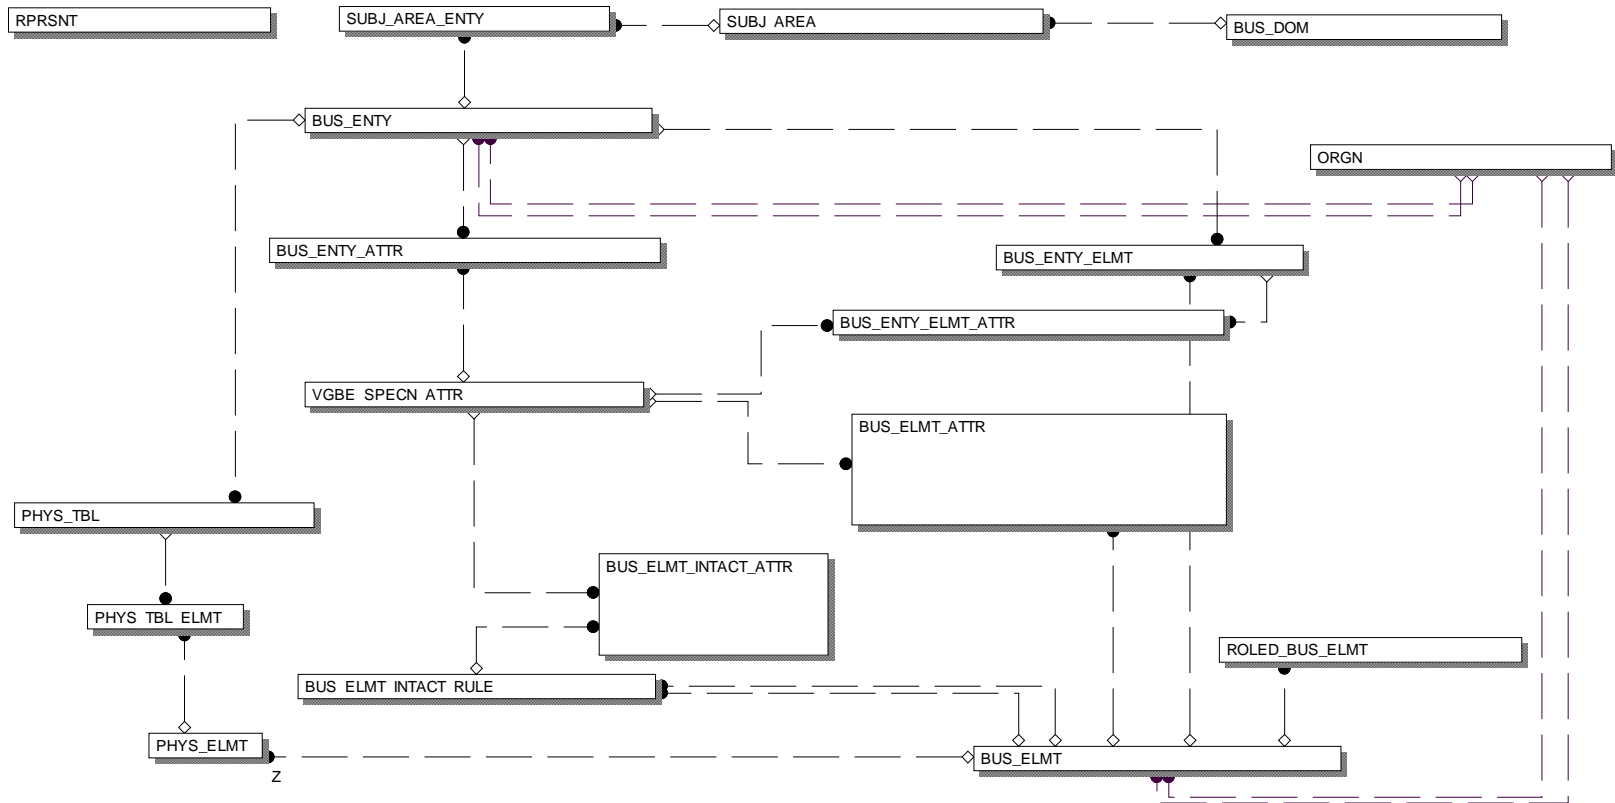 RPRSNT
SUBJ_AREA_ENTY
SUBJ AREA
BUS_DOM
BUS_ENTY
ORGN
BUS_ENTY_ATTR
BUS_ENTY_ELMT
BUS_ENTY_ELMT_ATTR
VGBE SPECN ATTR
BUS_ELMT_ATTR
PHYS_TBL
BUS_ELMT_INTACT_ATTR
PHYS TBL ELMT
ROLED_BUS_ELMT
BUS ELMT INTACT RULE
PHYS_ELMT
BUS_ELMT
Z